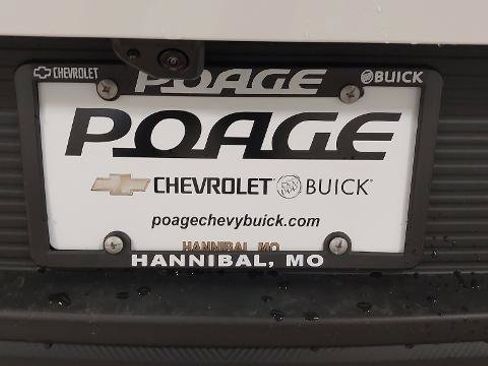 CHEVROLET POAGE BUICK
POAGE
CHEVROLET BUICK
poagechevybuick.com
HANNIBAL, MO
HANNIBAL, MO